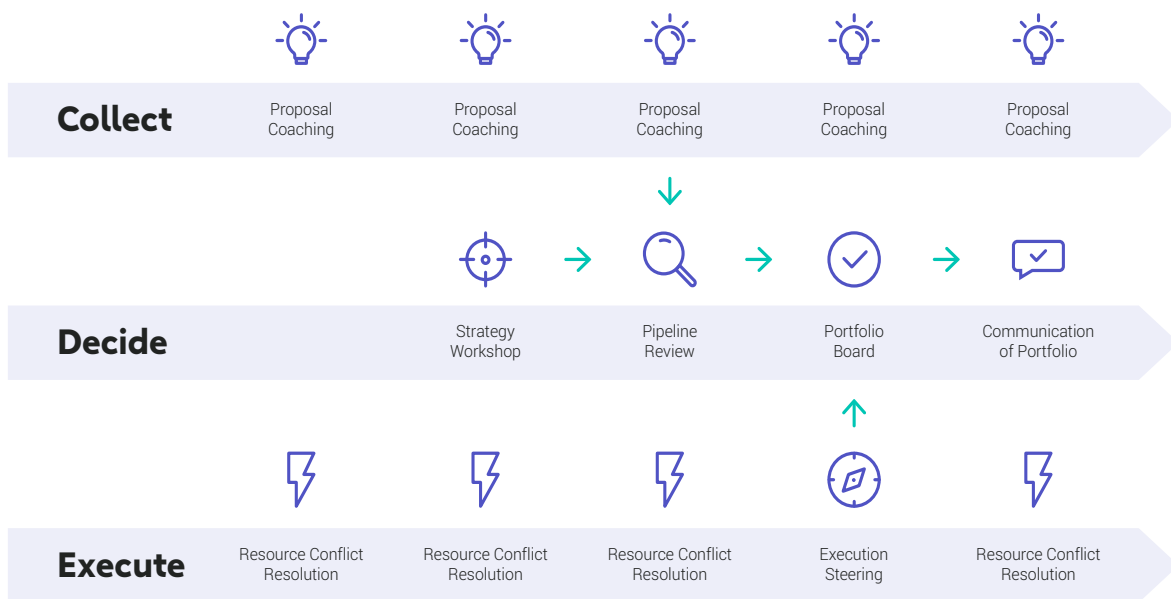 Collect
Proposal
Coaching
Proposal
Coaching
Proposal
Coaching
Proposal
Coaching
Proposal
Coaching
Decide
Strategy
Workshop
Pipeline
Review
Portfolio
Board
Communication
of Portfolio
Execute
Resource Conflict
Resolution
Resource Conflict
Resolution
Resource Conflict
Resolution
Execution
Steering
Resource Conflict
Resolution